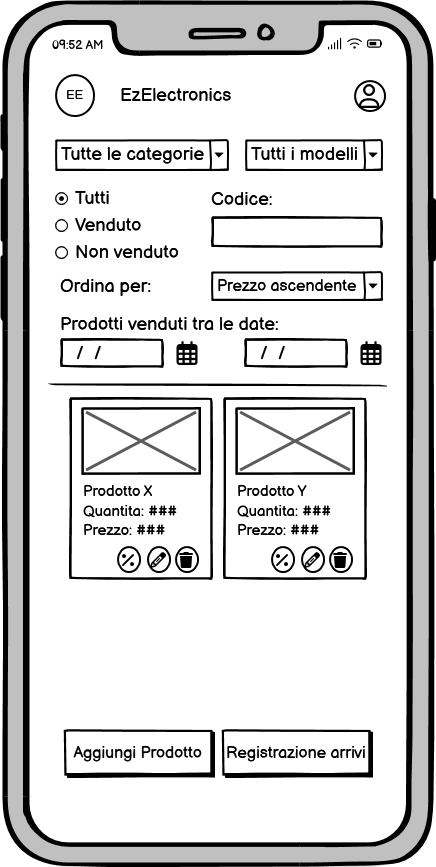 09:52 AM
EE
EzElectronics
Tutte le categorie
Tutti i modelli
Tutti
Codice:
Venduto
Non venduto
Ordina per:
Prezzo ascendente
Prodotti venduti tra le date:
/ /
/ /
Prodotto X
Quantita: ###
Prezzo: ###
Prodotto Y
Quantita: ###
Prezzo: ###
Aggiungi Prodotto
Registrazione arrivi